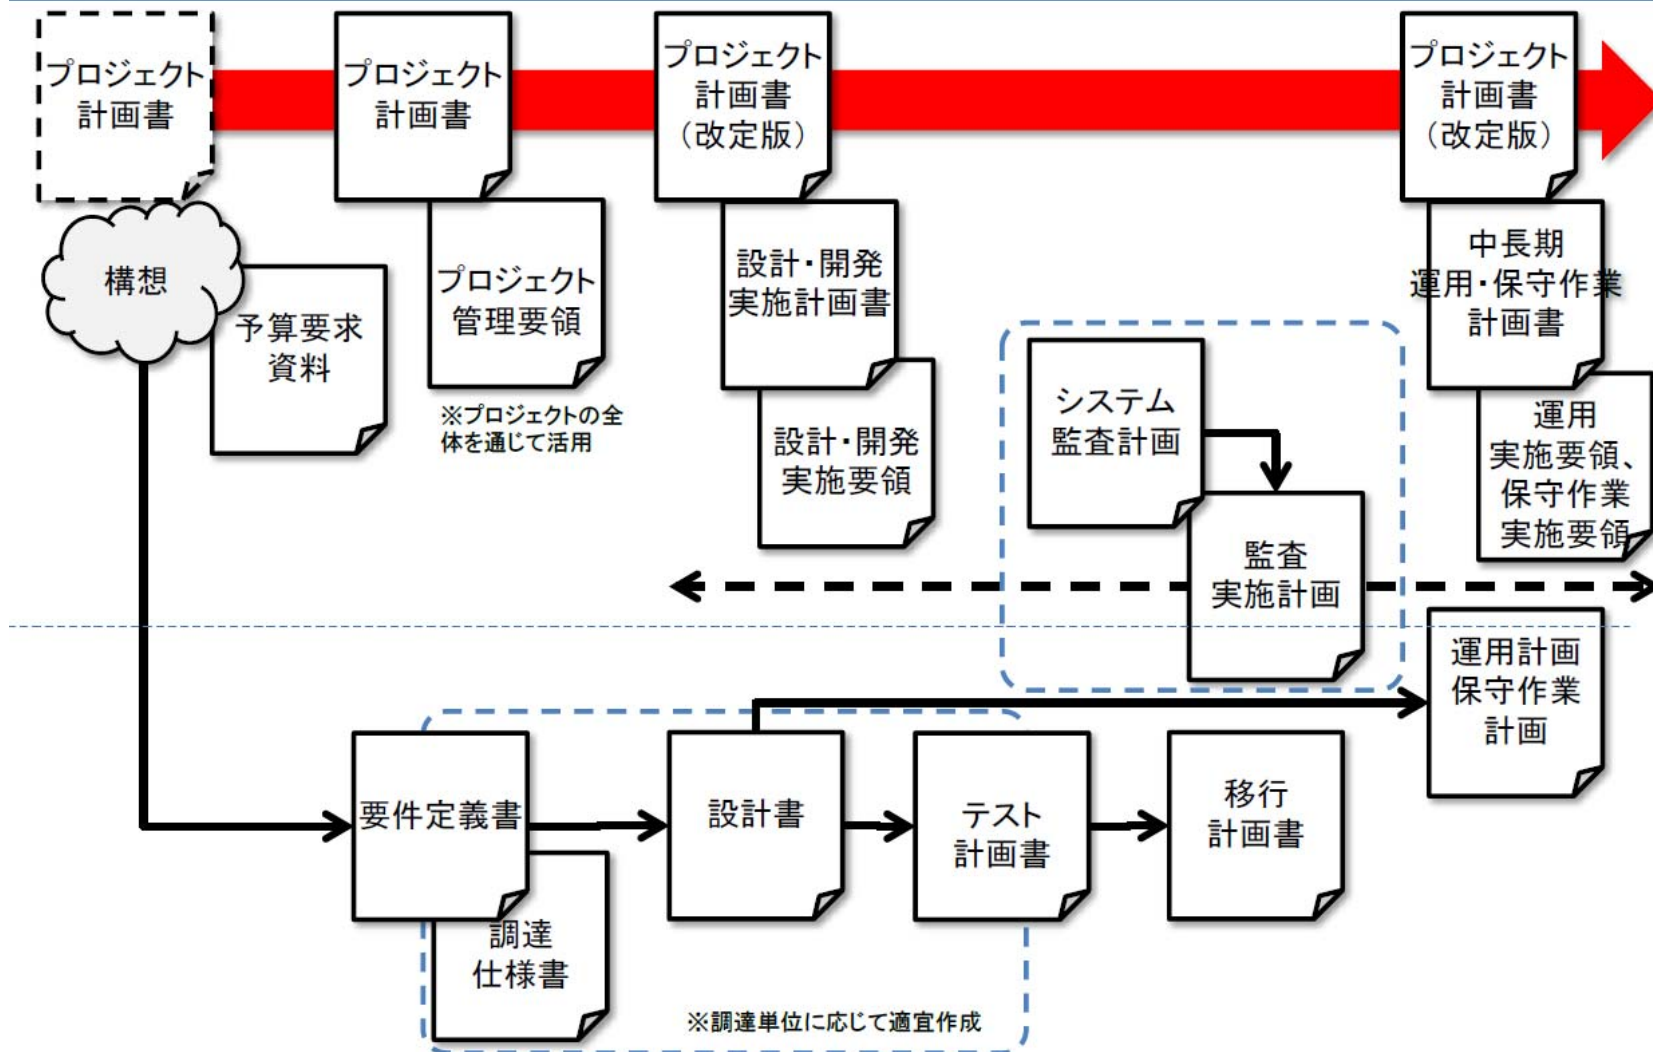 プロジェクト
計画書
プロジェクト
計画書
プロジェクト
計画書
（改定版）
プロジェクト
計画書
（改定版）
構想
予算要求
資料
プロジェクト
管理要領
※プロジェクトの全
体を通じて活用
設計・開発
実施計画書
設計・開発
実施要領
システム
監査計画
監査
実施計画
中長期
運用・保守作業
計画書
運用
実施要領、
保守作業
実施要領
運用計画
保守作業
計画
要件定義書
調達
仕様書
設計書
テスト
計画書
移行
計画書
※調達単位に応じて適宜作成